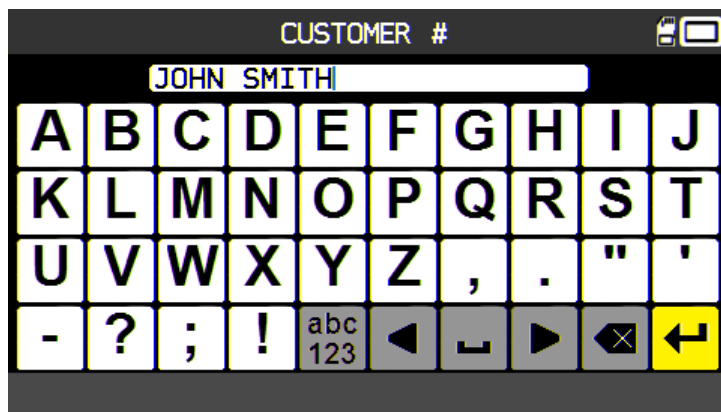 CUSTOMER #
JOHN SMITH
A B C D E F G H I J
K L M N O P Q R S T
U V W X Y Z , . " '
- ? ; ! abc
123